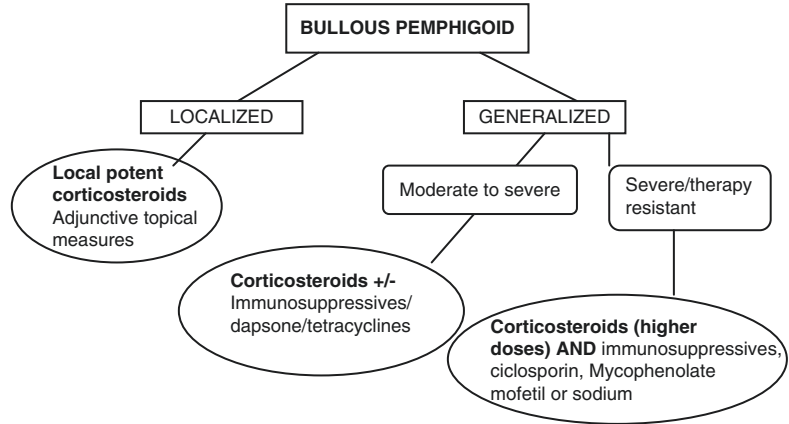 BULLOUS PEMPHIGOID
LOCALIZED
GENERALIZED
Local potent
corticosteroids
Adjunctive topical
measures
Moderate to severe
Severe/therapy
resistant
Corticosteroids +/-
Immunosuppressives/
dapsone/tetracyclines
Corticosteroids (higher
doses) AND immunosuppressives,
ciclosporin, Mycophenolate
mofetil or sodium